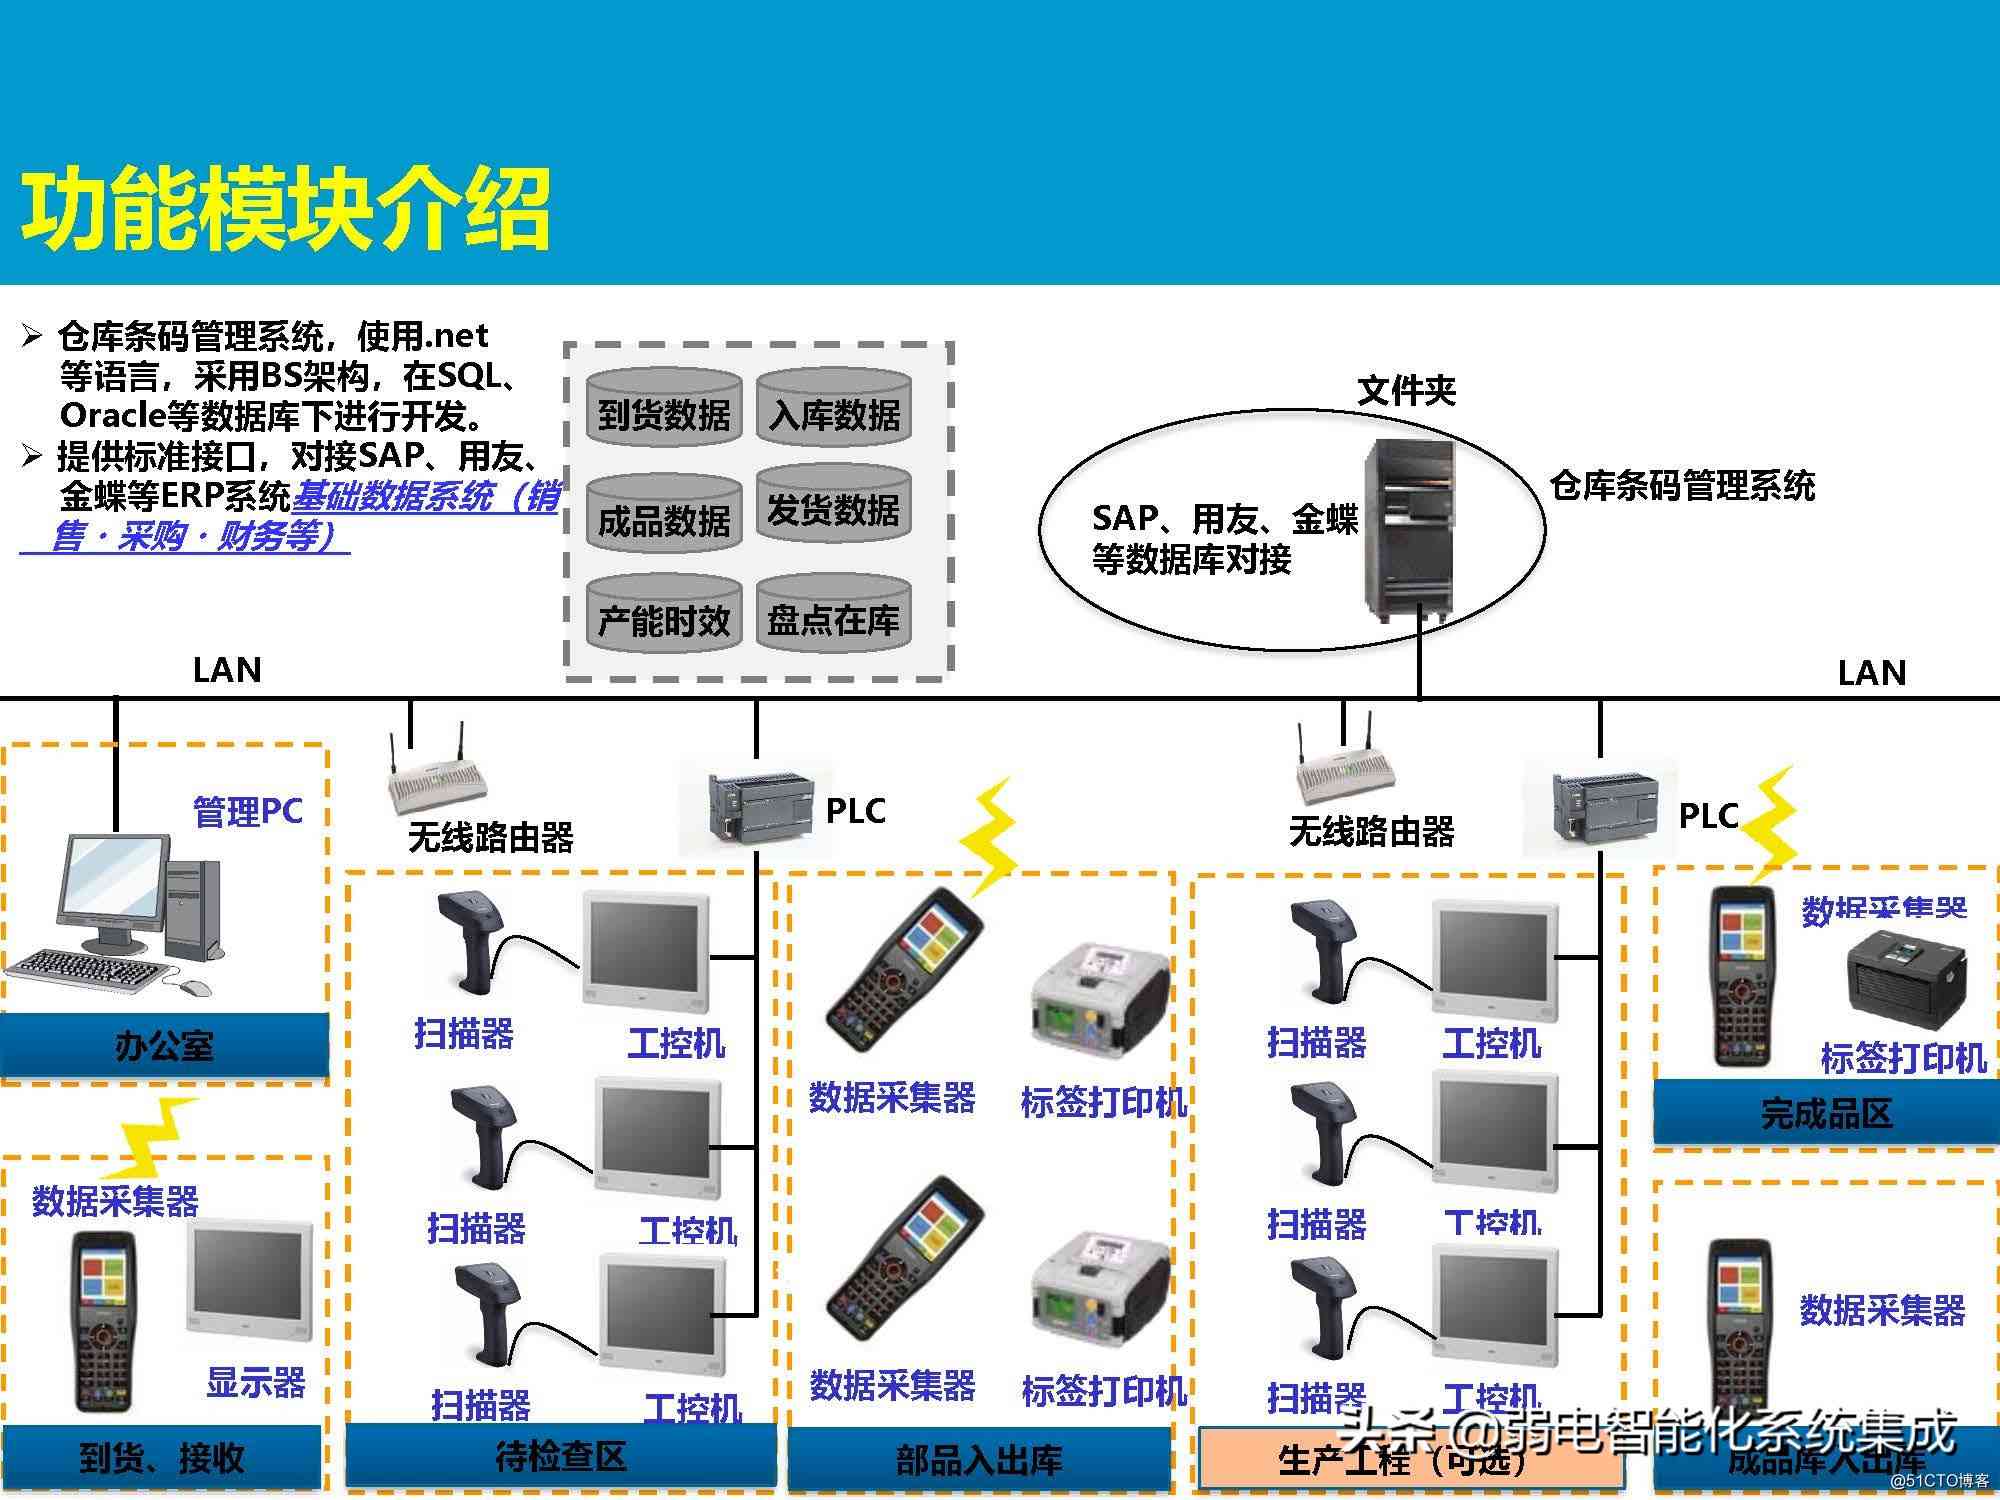 功能模块介绍
仓库条码管理系统，使用.net
等语言，采用BS架构，在SQL、
Oracle等数据库下进行开发。
提供标准接口，对接SAP、用友、
金蝶等ERP系统基础数据系统（销
售·采购·财务等）
到货数据
入库数据
成品数据
发货数据
产能时效
盘点在库
文件夹
SAP、用友、金蝶
等数据库对接
仓库条码管理系统
LAN
LAN
管理PC
无线路由器
PLC
无线路由器
PLC
办公室
数据采集器
显示器
到货、接收
扫描器
工控机
扫描器
工控机
扫描器
工控机
待检查区
数据采集器
标签打印机
数据采集器
标签打印机
部品入出库
扫描器
工控机
扫描器
工控机
扫描器
工控机
生产工程（可选）
数据采集器
标签打印机
完成品区
数据采集器
成品库入出库
头条@弱电智能化系统集成
@51CTO博客